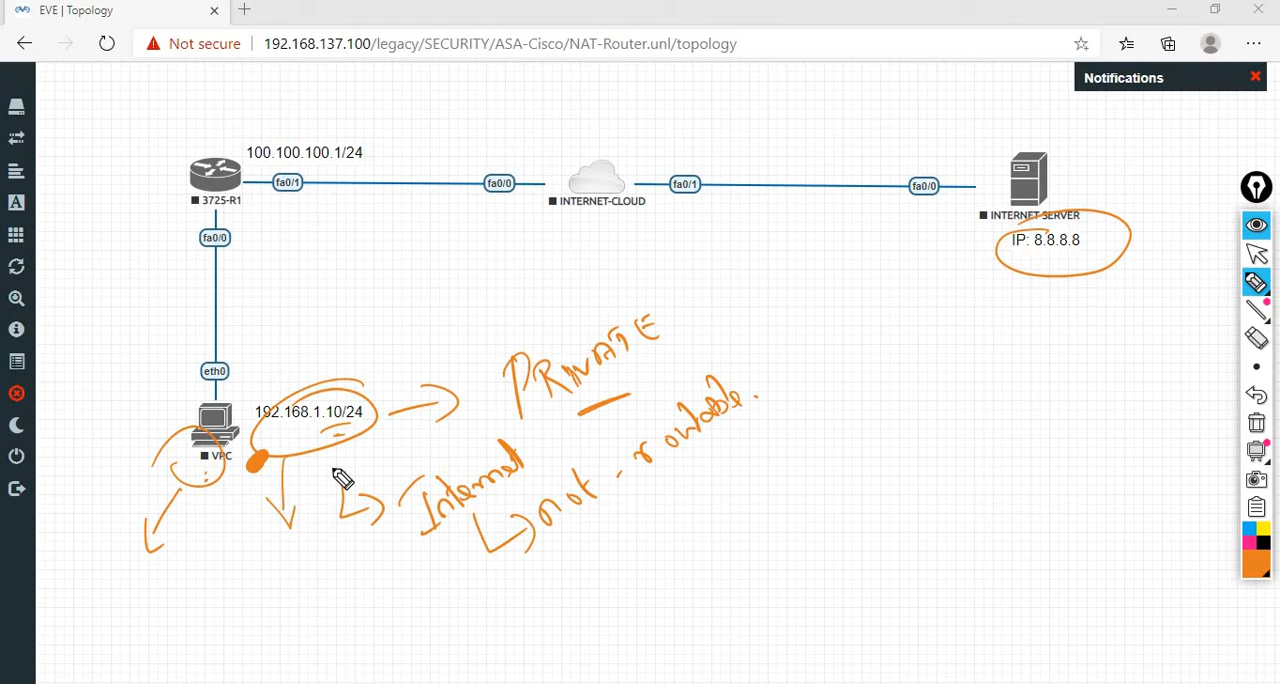 EVE | Topology
Not secure
192.168.137.100/legacy/SECURITY/ASA-Cisco/NAT-Router.unl/topology
Notifications
100.100.100.1/24
fa0/1
fa0/0
fa0/1
fa0/0
3725-R1
INTERNET-CLOUD
INTERNET-SERVER
fa0/0
IP: 8.8.8.8
PRIVATE
eth0
192.168.1.10/24
VPC
Internet
not - routable.